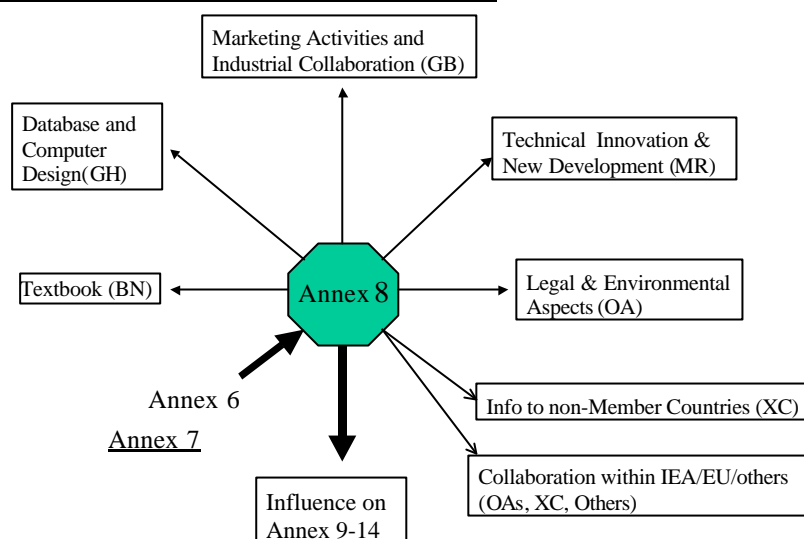 Marketing Activities and
Industrial Collaboration (GB)
Database and
Computer
Design(GH)
Technical Innovation &
New Development (MR)
Textbook (BN)
Annex 8
Legal & Environmental
Aspects (OA)
Annex 6
Annex 7
Info to non-Member Countries (XC)
Influence on
Annex 9-14
Collaboration within IEA/EU/others
(OAs, XC, Others)